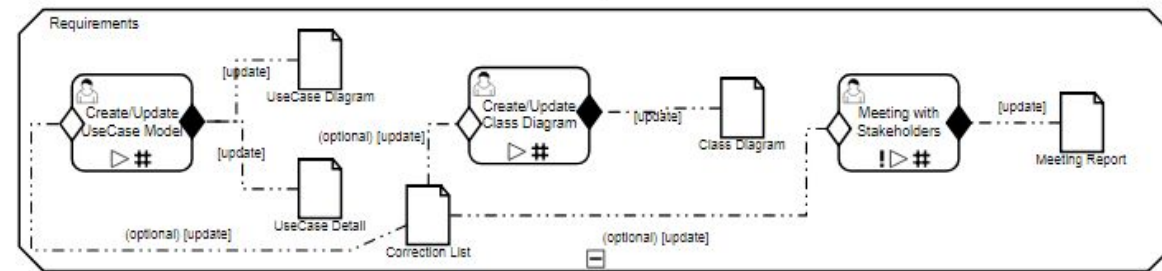 Requirements
[update]
UseCase Diagram
Create/Update
UseCase Model
[update]
UseCase Detail
(optional) [update]
(optional) [update]
Create/Update
Class Diagram
[update]
Class Diagram
Correction List
(optional) [update]
Meeting with
Stakeholders
[update]
Meeting Report